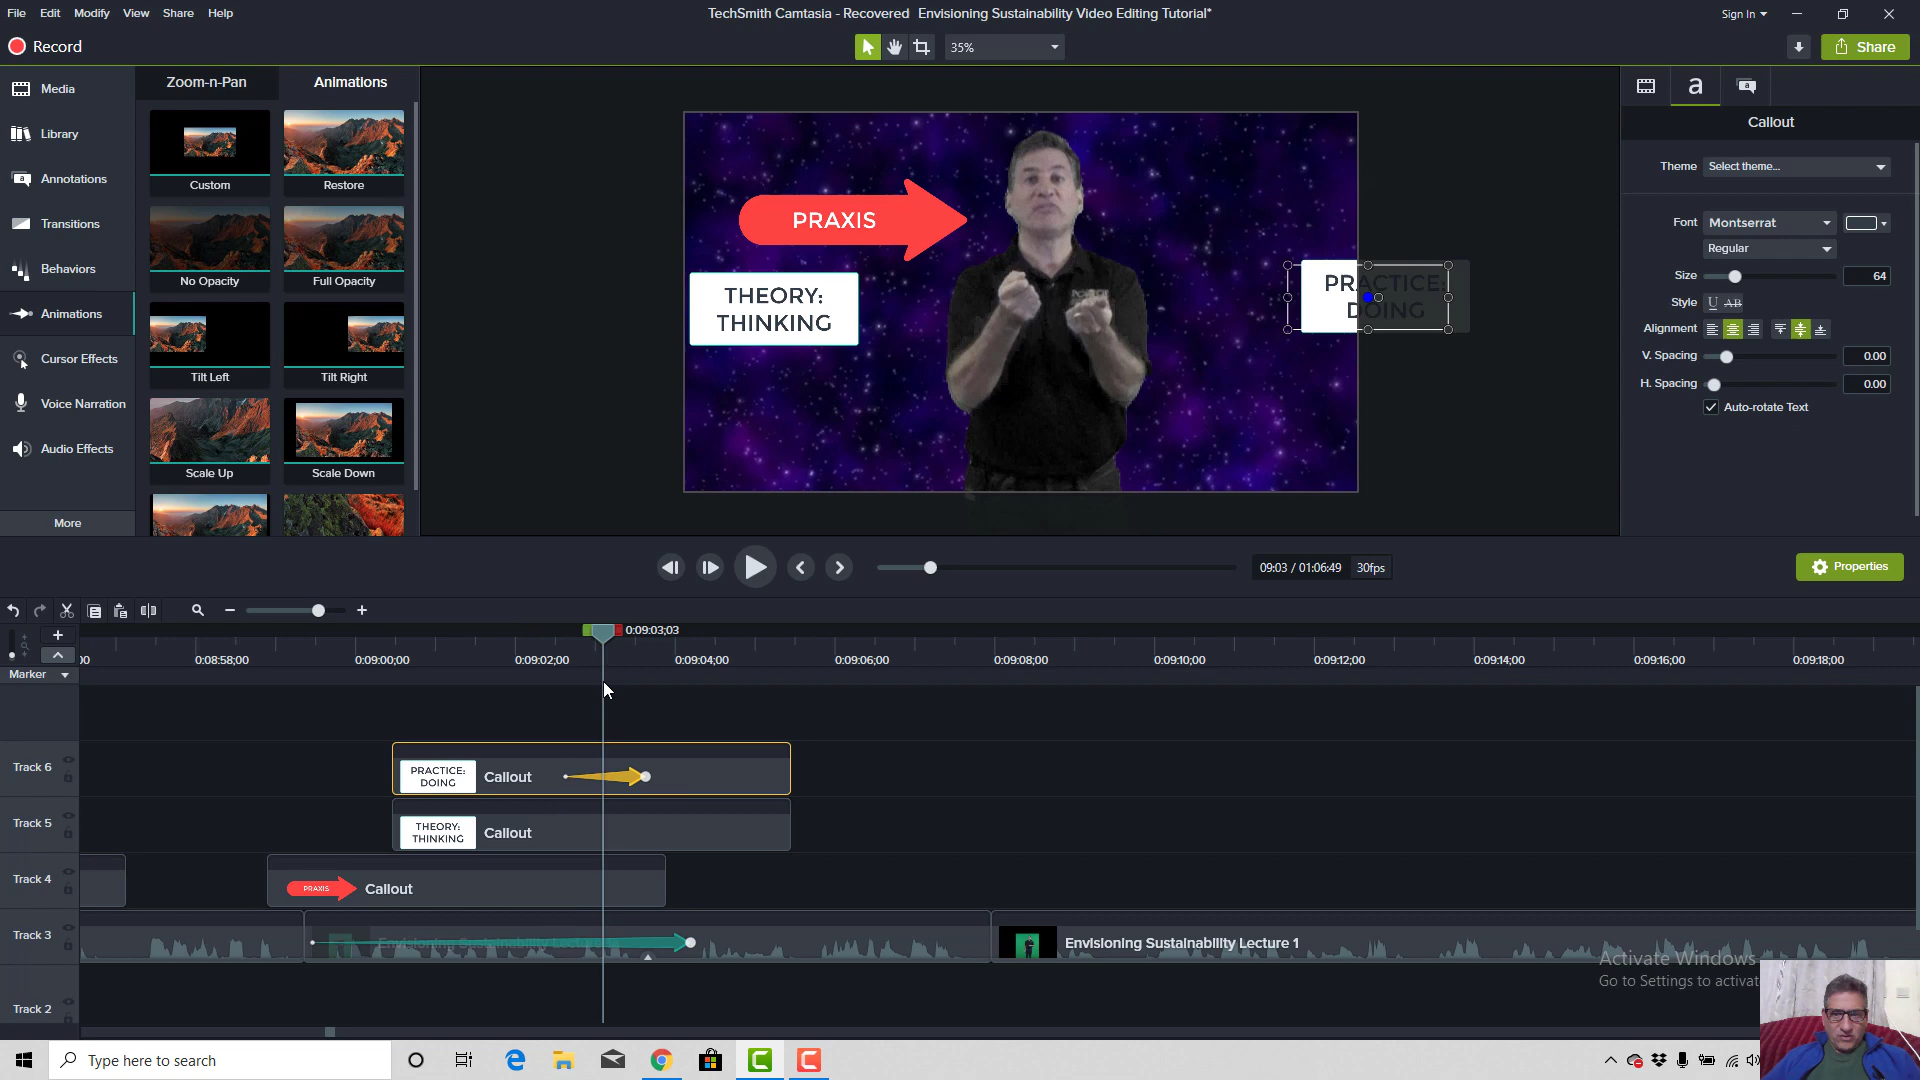 File Edit Modify View Share Help
TechSmith Camtasia - Recovered Envisioning Sustainability Video Editing Tutorial*
Sign In
Record
35%
Share
Media
Library
Annotations
Transitions
Behaviors
Animations
Cursor Effects
Voice Narration
Audio Effects
More
Zoom-n-Pan Animations
Custom Restore
No Opacity Full Opacity
Tilt Left Tilt Right
Scale Up Scale Down
PRAXIS
THEORY:
THINKING
PRACTICE:
DOING
a
Callout
Theme Select theme...
Font Montserrat
Regular
Size 64
Style U AB
Alignment
V. Spacing 0.00
H. Spacing 0.00
Auto-rotate Text
09:03 / 01:06:49 30fps
Properties
0:09:03;03
00 0:08:58;00 0:09:00;00 0:09:02;00 0:09:04;00 0:09:06;00 0:09:08;00 0:09:10;00 0:09:12;00 0:09:14;00 0:09:16;00 0:09:18;00
Marker
Track 6
PRACTICE:
DOING
Callout
Track 5
THEORY:
THINKING
Callout
Track 4
PRAXIS
Callout
Track 3
Envisioning Sustainability Lecture 1
Envisioning Sustainability Lecture 1
Track 2
Activate Windows
Go to Settings to activat
Type here to search